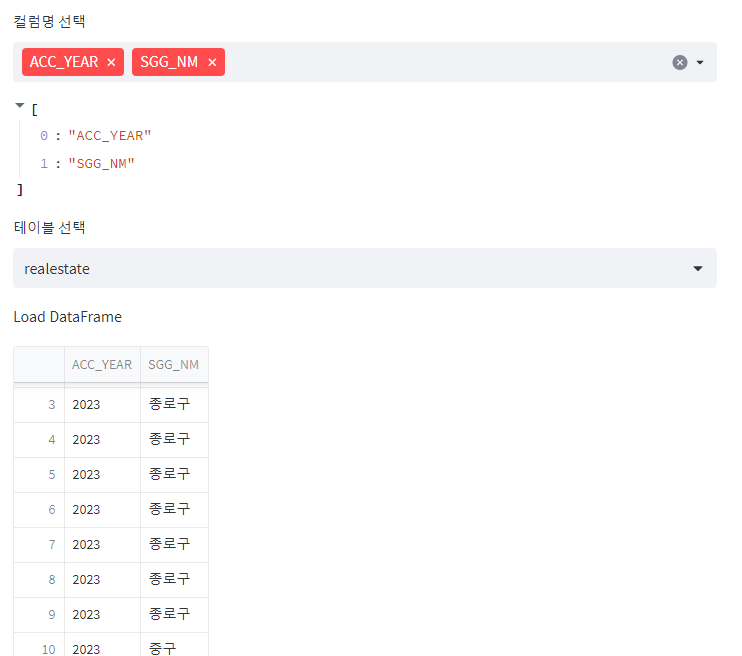 컬럼명 선택
ACC_YEAR × SGG_NM ×
[
0 : "ACC_YEAR"
1 : "SGG_NM"
]
테이블 선택
realestate
Load DataFrame
ACC_YEAR SGG_NM
3 2023 종로구
4 2023 종로구
5 2023 종로구
6 2023 종로구
7 2023 종로구
8 2023 종로구
9 2023 종로구
10 2023 중구